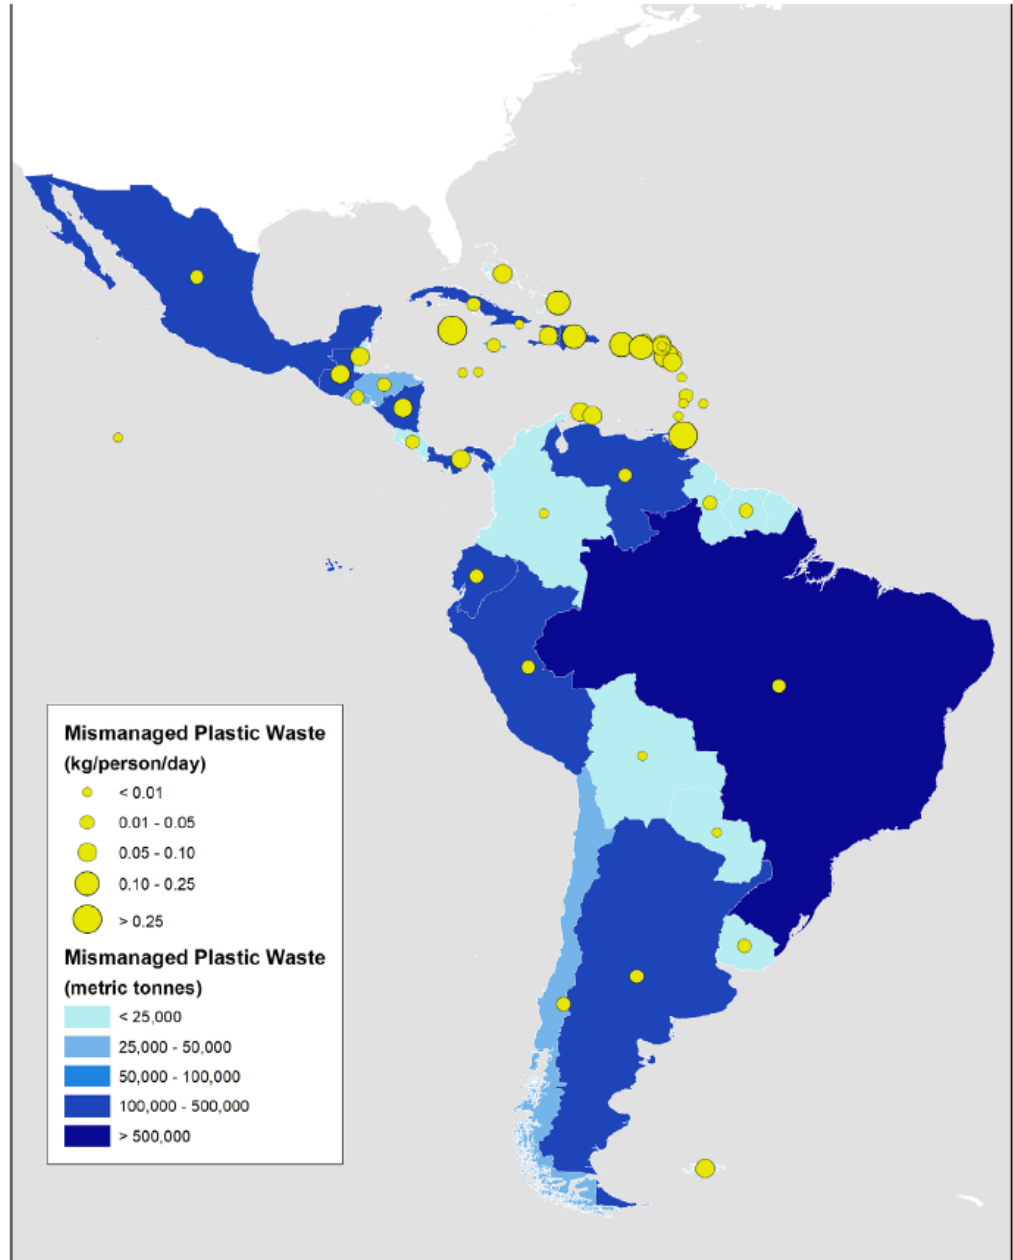 Mismanaged Plastic Waste
(kg/person/day)
< 0.01
0.01 - 0.05
0.05 - 0.10
0.10 - 0.25
> 0.25
Mismanaged Plastic Waste
(metric tonnes)
< 25,000
25,000 - 50,000
50,000 - 100,000
100,000 - 500,000
> 500,000